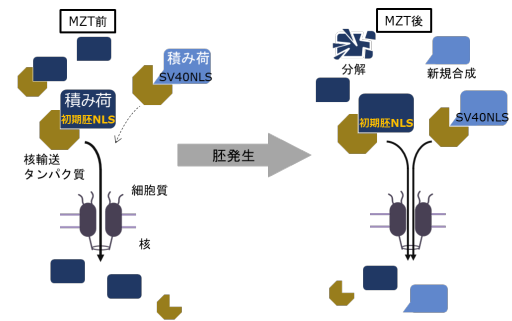 MZT前
積み荷
SV40NLS
積み荷
初期胚NLS
核輸送
タンパク質
細胞質
核
胚発生
MZT後
分解
新規合成
初期胚NLS
SV40NLS